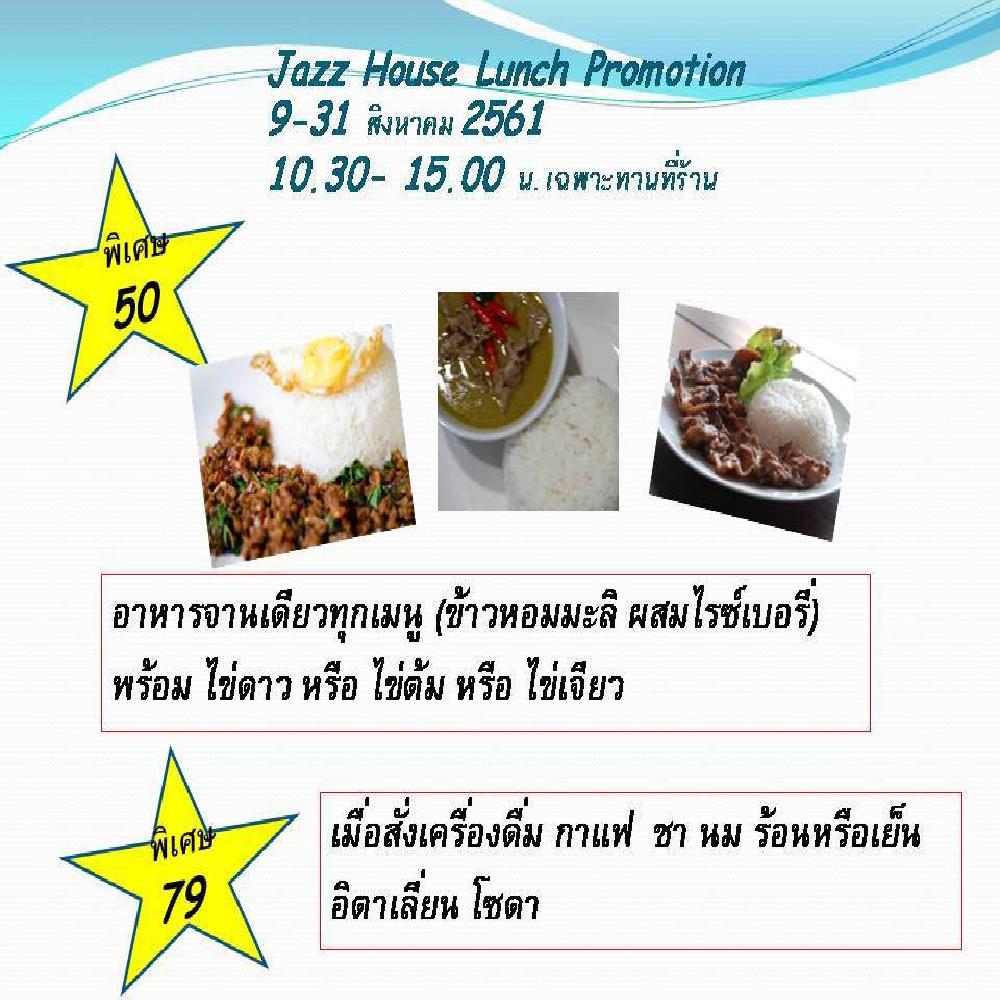 Jazz House Lunch Promotion
9-31 สิงหาคม 2561
10.30- 15.00 น. เฉพาะทานที่ร้าน
พิเศษ
50
อาหารจานเดียวทุกเมนู (ข้าวหอมมะลิ ผสมไรซ์เบอรี่)
พร้อม ไข่ดาว หรือ ไข่ต้ม หรือ ไข่เจียว
พิเศษ
79
เมื่อสั่งเครื่องดื่ม กาแฟ ชา นม ร้อนหรือเย็น
อิตาเลี่ยน โซดา